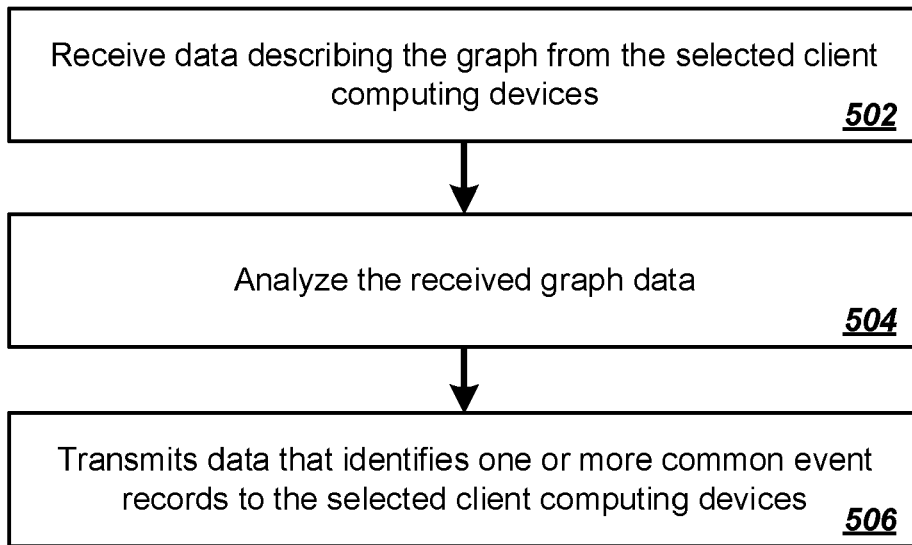 Receive data describing the graph from the selected client
computing devices
502
Analyze the received graph data
504
Transmits data that identifies one or more common event
records to the selected client computing devices
506